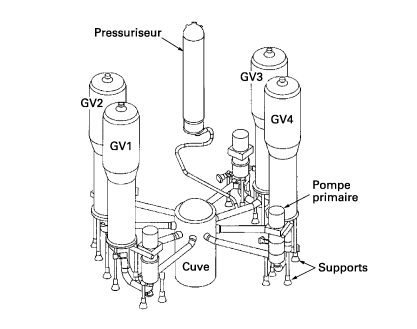 Pressuriseur
GV3
GV2
GV4
GV1
Pompe
primaire
Cuve
Supports